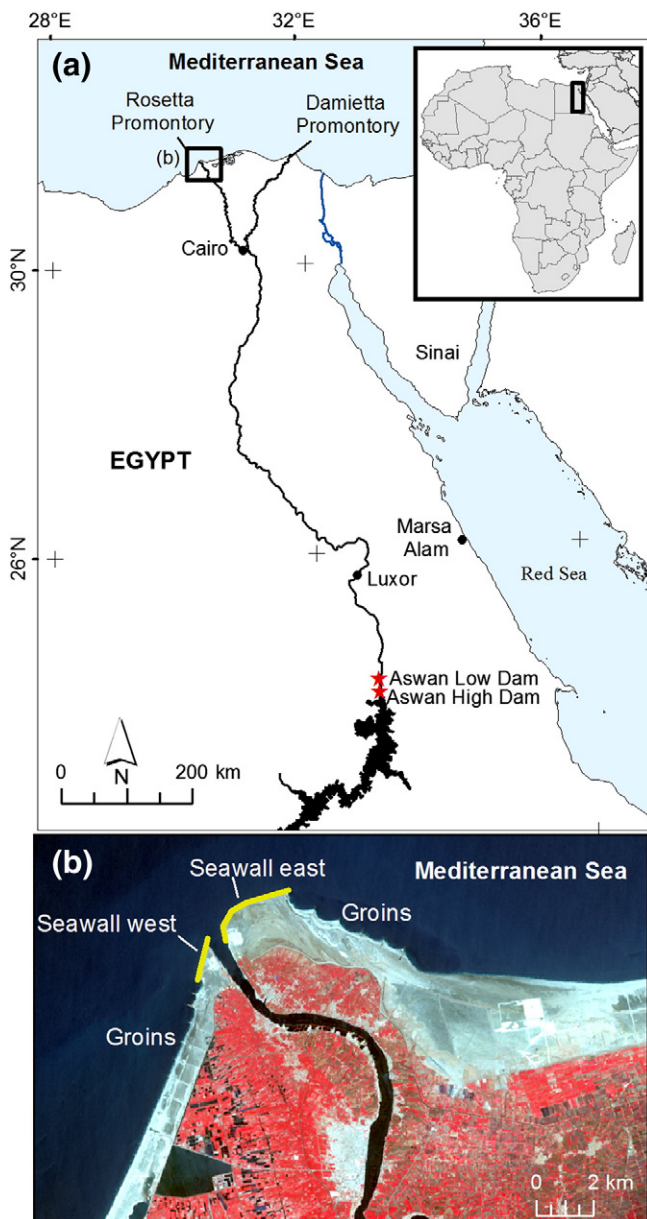 28°E
32°E
36°E
(a)
Mediterranean Sea
Rosetta
Promontory
Damietta
Promontory
(b)
Cairo
30°N
Sinai
EGYPT
Marsa
Alam
Red Sea
26°N
Luxor
Aswan Low Dam
Aswan High Dam
N
0
200 km
(b)
Mediterranean Sea
Seawall east
Groins
Seawall west
Groins
0
2 km